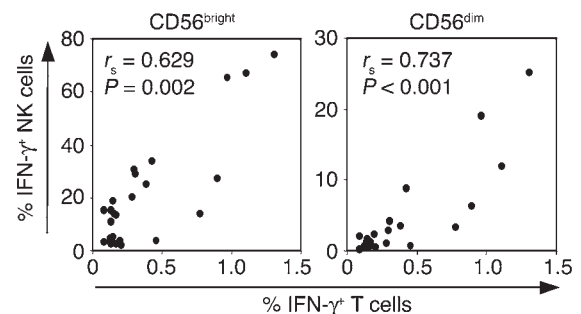 CD56bright
CD56dim
% IFN-γ+ NK cells
80
60
40
20
0
rs = 0.629
P = 0.002
0
0.5
1.0
1.5
30
20
10
0
rs = 0.737
P < 0.001
0
0.5
1.0
1.5
% IFN-γ+ T cells